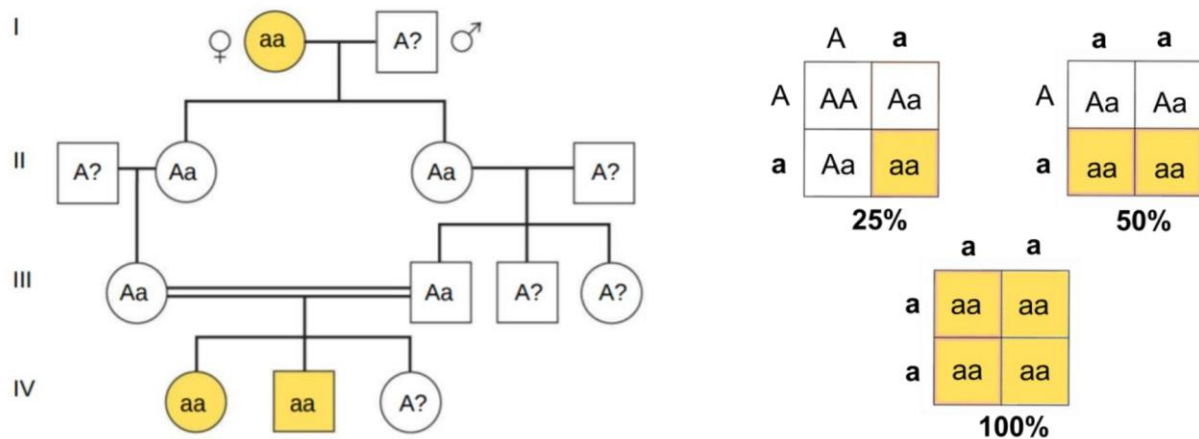 I
♀ aa A? ♂
II
A? Aa Aa A?
III
Aa Aa A? A?
IV
aa aa A?
A a
A AA Aa
a Aa aa
25%
a a
A Aa Aa
a aa aa
50%
a a
a aa aa
a aa aa
100%